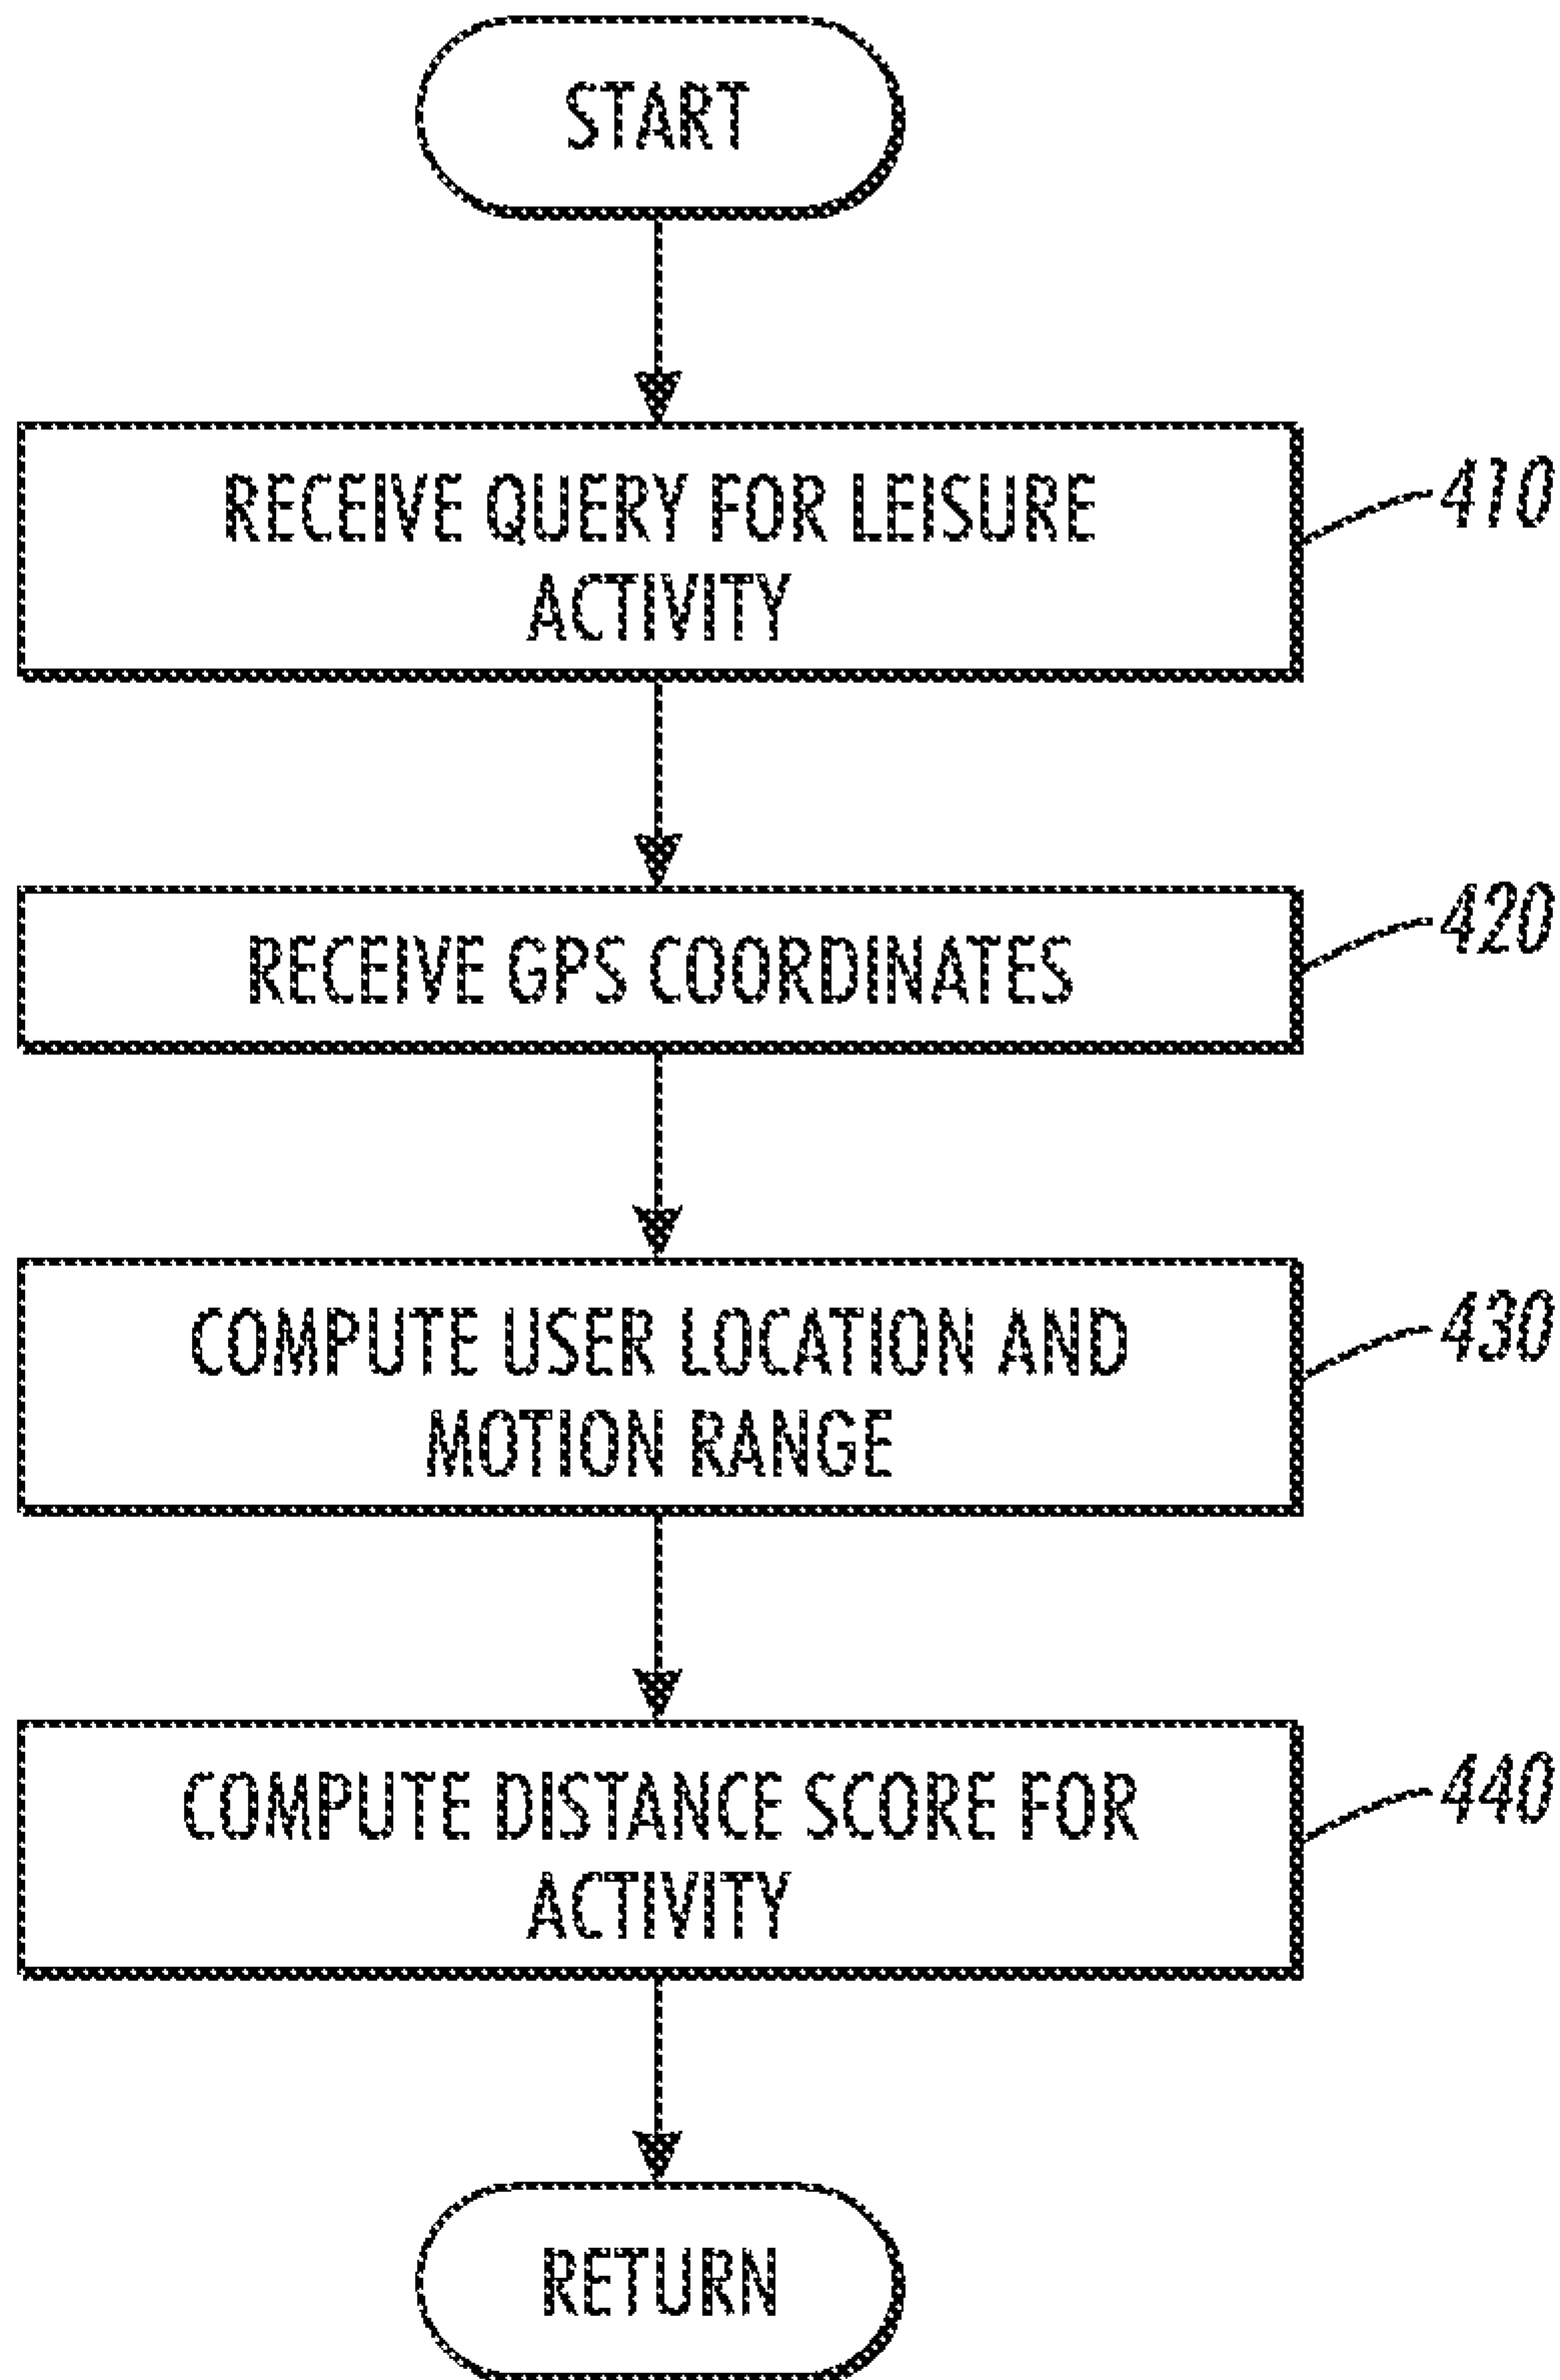 START
RECEIVE QUERY FOR LEISURE
ACTIVITY
410
RECEIVE GPS COORDINATES
420
COMPUTE USER LOCATION AND
MOTION RANGE
430
COMPUTE DISTANCE SCORE FOR
ACTIVITY
440
RETURN